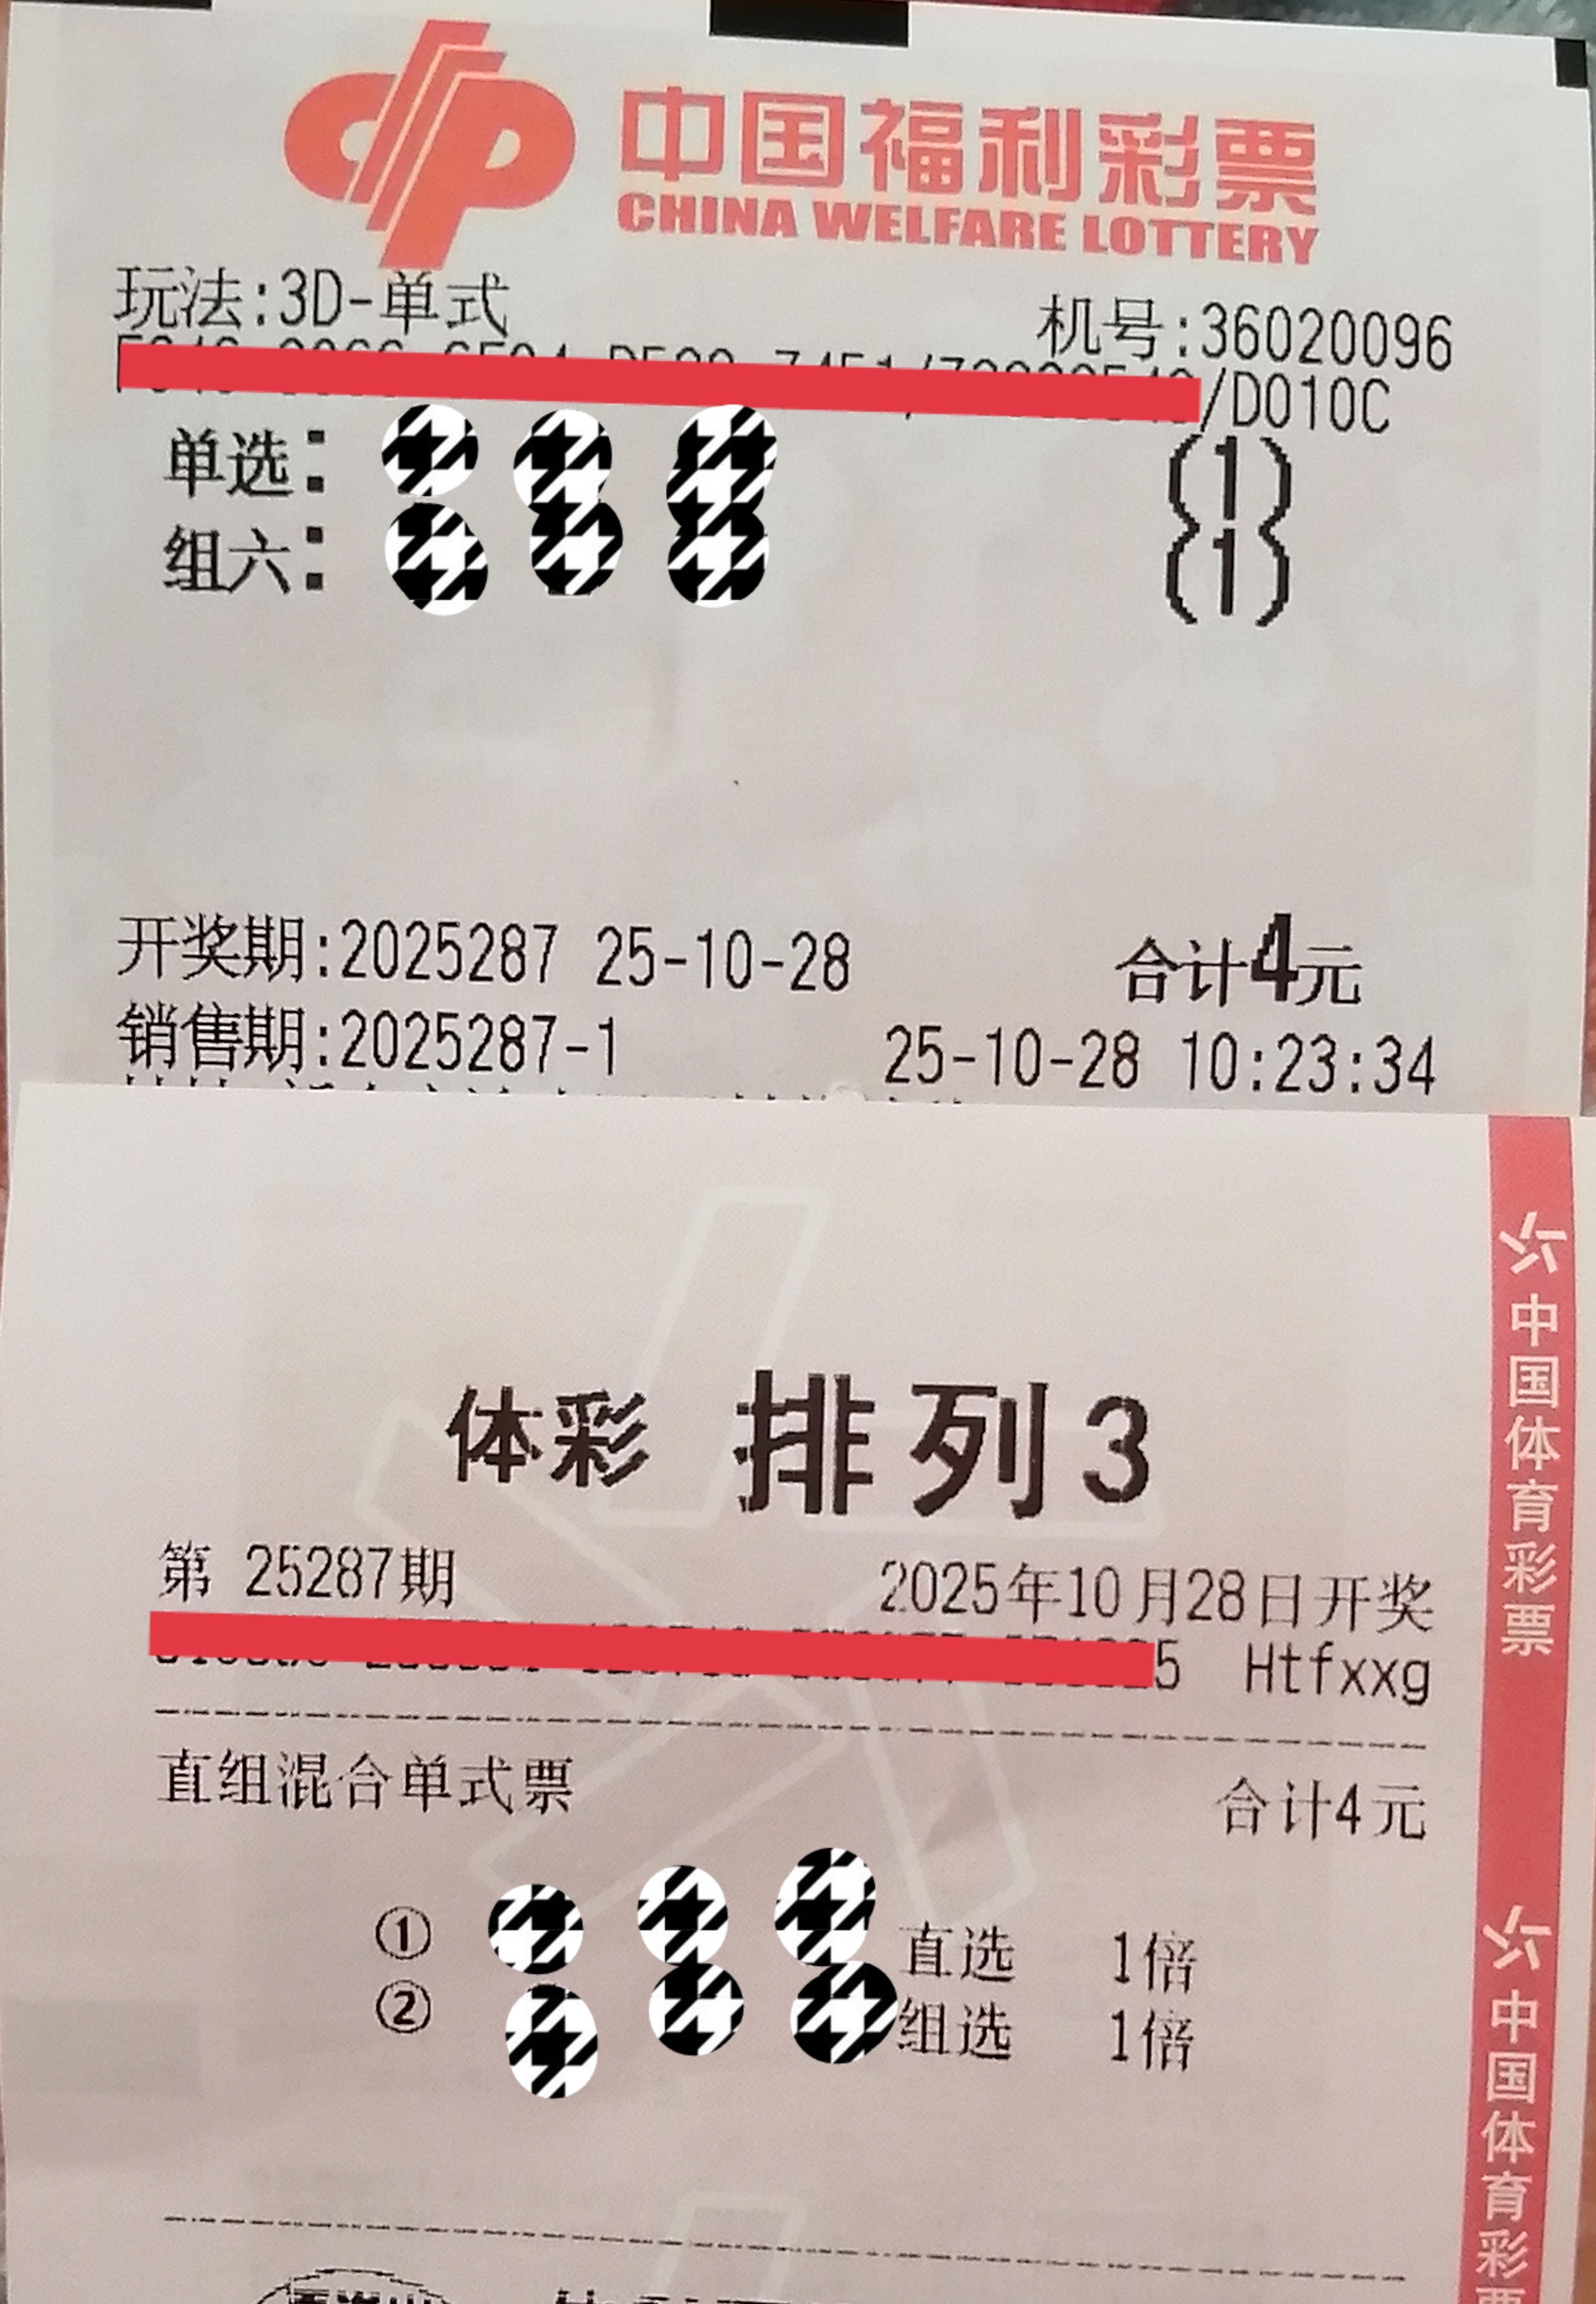 中国福利彩票
CHINA WELFARE LOTTERY
玩法:3D-单式
机号:36020096
/D010C
单选: (1)
组六: (1)
开奖期:2025287 25-10-28 合计4元
销售期:2025287-1 25-10-28 10:23:34
体彩 排列3
第 25287期 2025年10月28日开奖
5 Htfxxg
直组混合单式票 合计4元
① 直选 1倍
② 组选 1倍
中国体育彩票
中国体育彩票